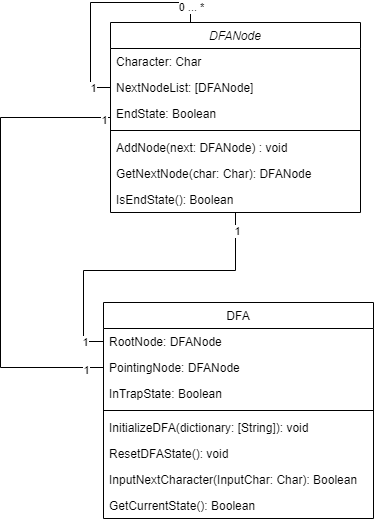 0 ... *
DFANode
Character: Char
NextNodeList: [DFANode]
1
EndState: Boolean
1
AddNode(next: DFANode) : void
GetNextNode(char: Char): DFANode
IsEndState(): Boolean
1
DFA
RootNode: DFANode
1
PointingNode: DFANode
1
InTrapState: Boolean
InitializeDFA(dictionary: [String]): void
ResetDFAState(): void
InputNextCharacter(InputChar: Char): Boolean
GetCurrentState(): Boolean